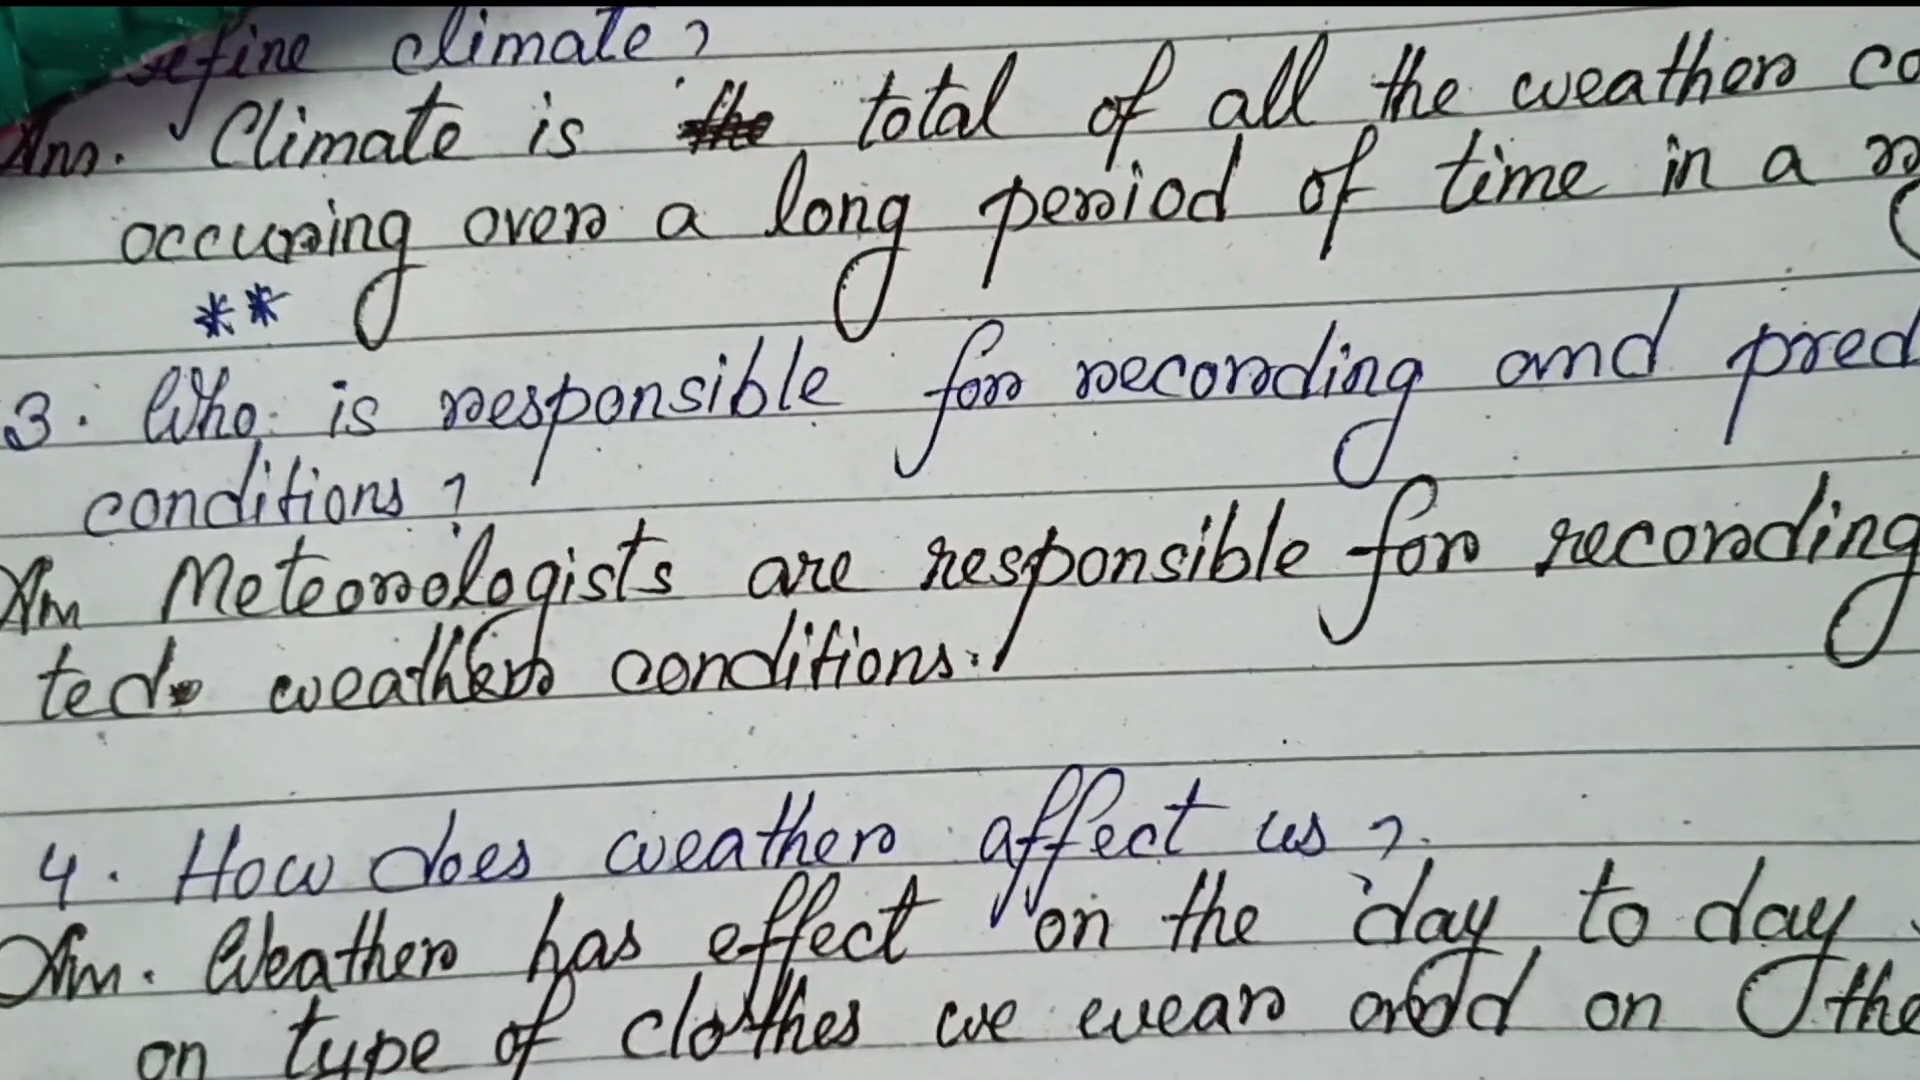 efine climate?
Ans. Climate is the total of all the weather co
occuring over a long period of time in a r
**
3. Who is responsible for recording and pred
conditions?
Ans Meteorologists are responsible for recording
ted weather conditions.
4. How does weather affect us?
Ans. Weather has effect on the day to day
on type of clothes we wear and on the